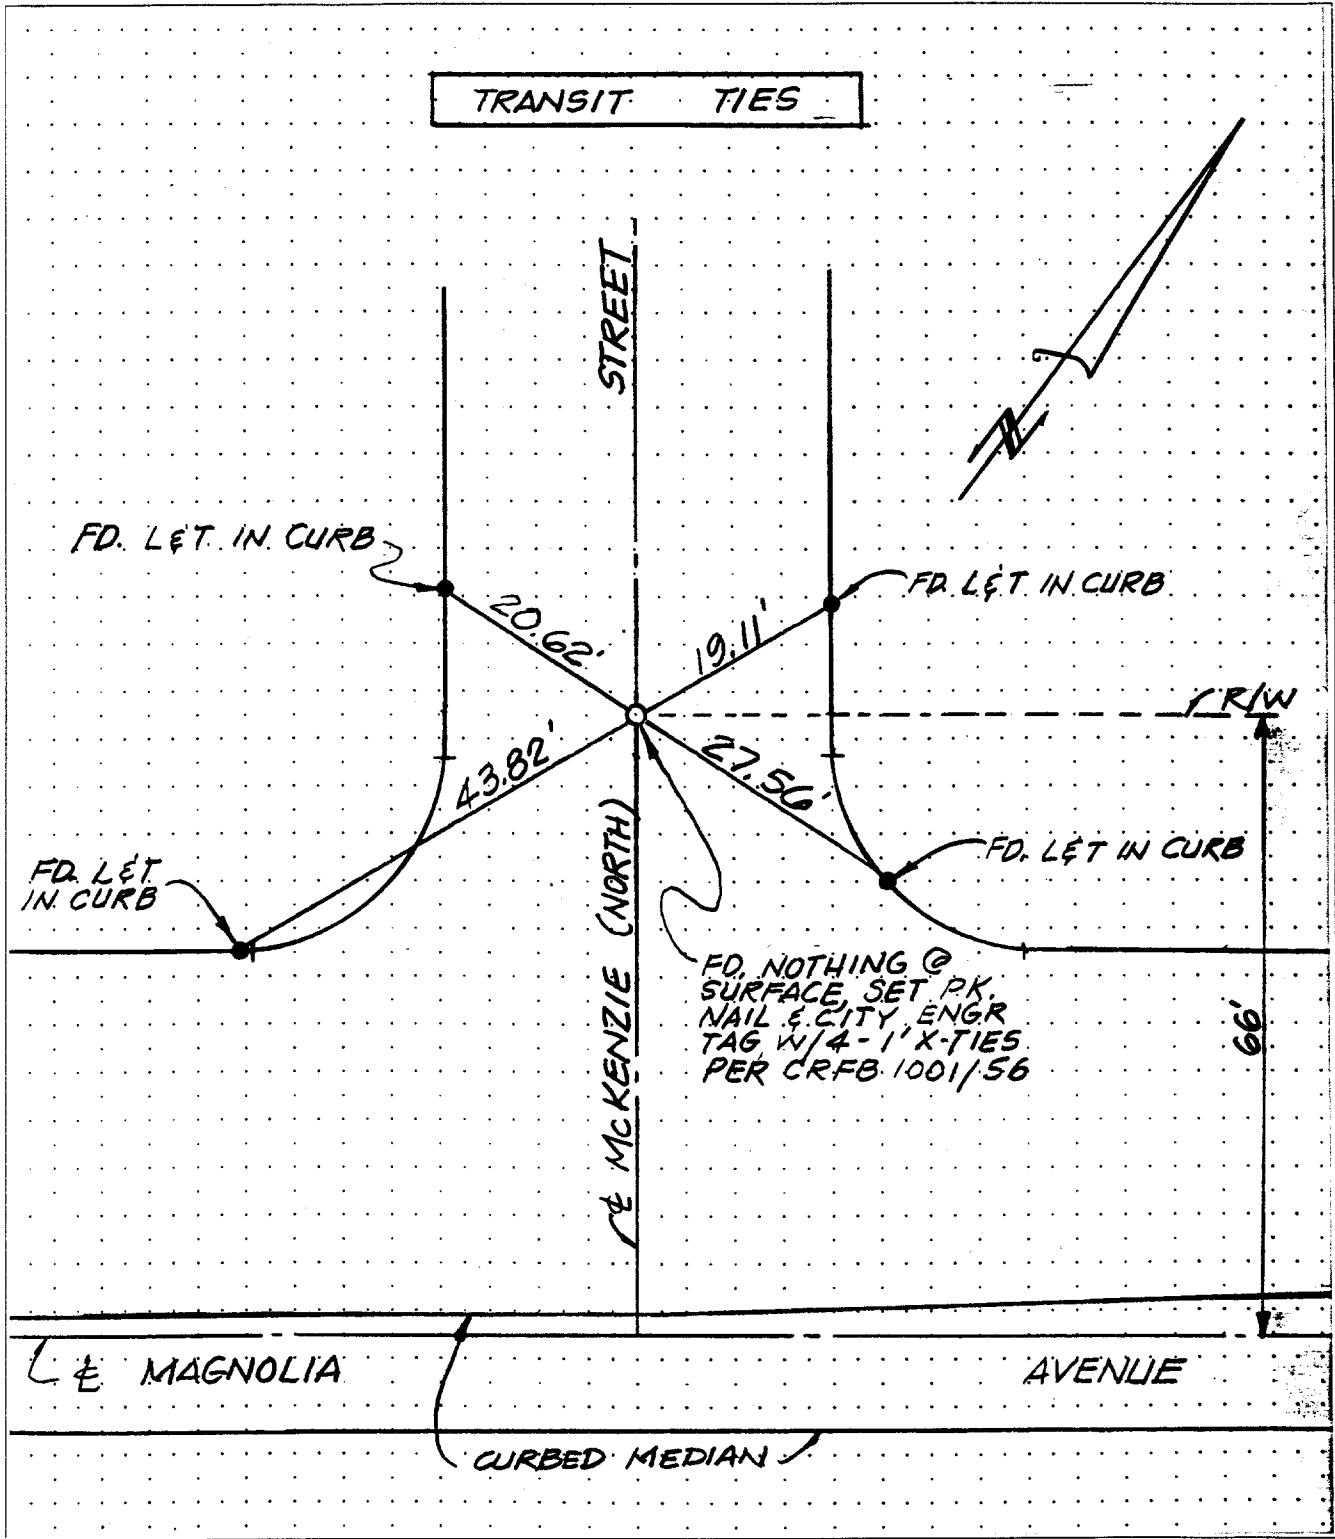 TRANSIT TIES
STREET
N
FD. L&T. IN. CURB
FD. L&T IN CURB
20.62'
19.11'
R/W
43.82'
27.56'
FD. L&T
IN CURB
FD. L&T IN CURB
FD. NOTHING @
SURFACE, SET P.K.
NAIL & CITY ENGR
TAG W/4-1' X-TIES
PER CRFB 1001/56
66'
℄ McKENZIE (NORTH)
℄ MAGNOLIA AVENUE
CURBED MEDIAN